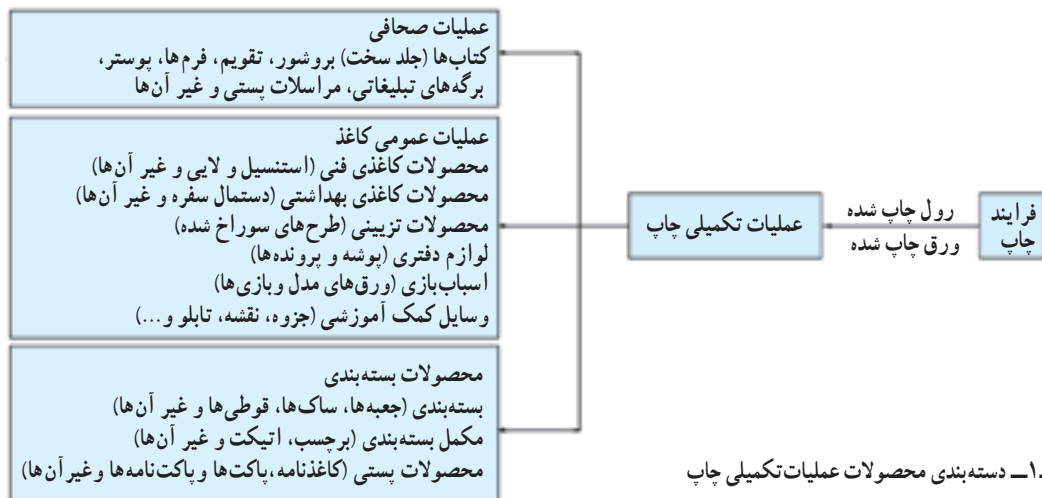 فرایند
چاپ
رول چاپ شده
ورق چاپ شده
عملیات تکمیلی چاپ
عملیات صحافی
کتاب‌ها (جلد سخت) بروشور، تقویم، فرم‌ها، پوستر،
برگه‌های تبلیغاتی، مراسلات پستی و غیر آن‌ها
عملیات عمومی کاغذ
محصولات کاغذی فنی (استنسیل و لایی و غیر آن‌ها)
محصولات کاغذی بهداشتی (دستمال سفره و غیر آن‌ها)
محصولات تزیینی (طرح‌های سوراخ شده)
لوازم دفتری (پوشه و پرونده‌ها)
اسباب‌بازی (ورق‌های مدل وبازی‌ها)
وسایل کمک آموزشی (جزوه، نقشه، تابلو و...)
محصولات بسته‌بندی
بسته‌بندی (جعبه‌ها، ساک‌ها، قوطی‌ها و غیر آن‌ها)
مکمل بسته‌بندی (برچسب، اتیکت و غیر آن‌ها)
محصولات پستی (کاغذنامه،پاکت‌ها وپاکت‌نامه‌ها وغیرآن‌ها)
.۱ــ دسته‌بندی محصولات عملیات‌تکمیلی چاپ